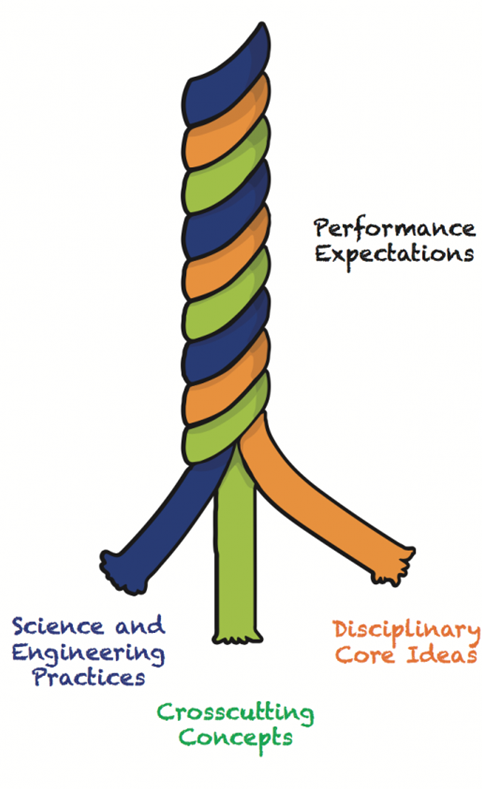 Performance
Expectations
Science and
Engineering
Practices
Disciplinary
Core Ideas
Crosscutting
Concepts